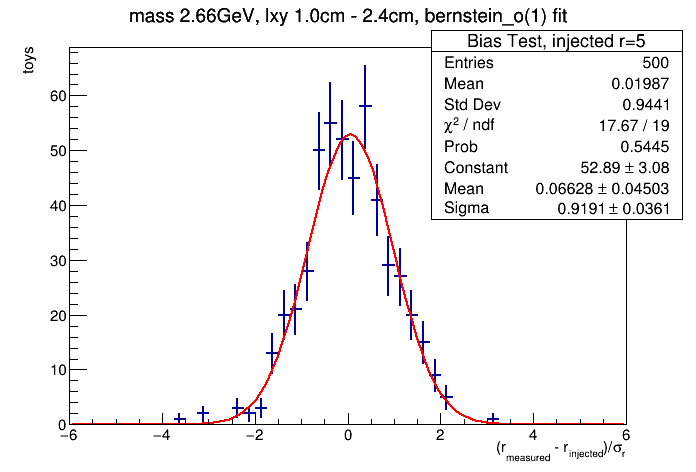 mass 2.66GeV, lxy 1.0cm - 2.4cm, bernstein_o(1) fit
Bias Test, injected r=5
Entries 500
Mean 0.01987
Std Dev 0.9441
χ² / ndf 17.67 / 19
Prob 0.5445
Constant 52.89 ± 3.08
Mean 0.06628 ± 0.04503
Sigma 0.9191 ± 0.0361
toys
60
50
40
30
20
10
0
−6 −4 −2 0 2 4 6
(r_measured - r_injected)/σ_r